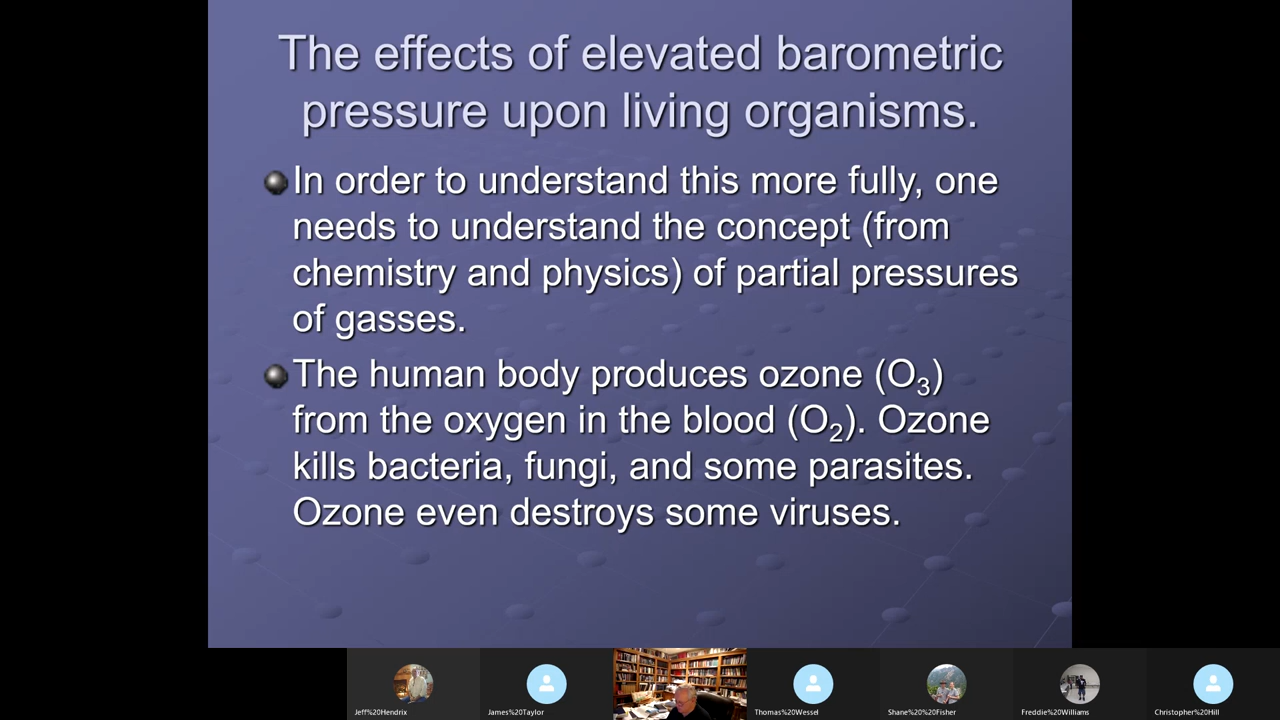 The effects of elevated barometric
pressure upon living organisms.
In order to understand this more fully, one
needs to understand the concept (from
chemistry and physics) of partial pressures
of gasses.
The human body produces ozone (O3)
from the oxygen in the blood (O2). Ozone
kills bacteria, fungi, and some parasites.
Ozone even destroys some viruses.
Jeff%20Hendrix
James%20Taylor
Thomas%20Wessel
Shane%20%20Fisher
Freddie%20Williams
Christopher%20Hill